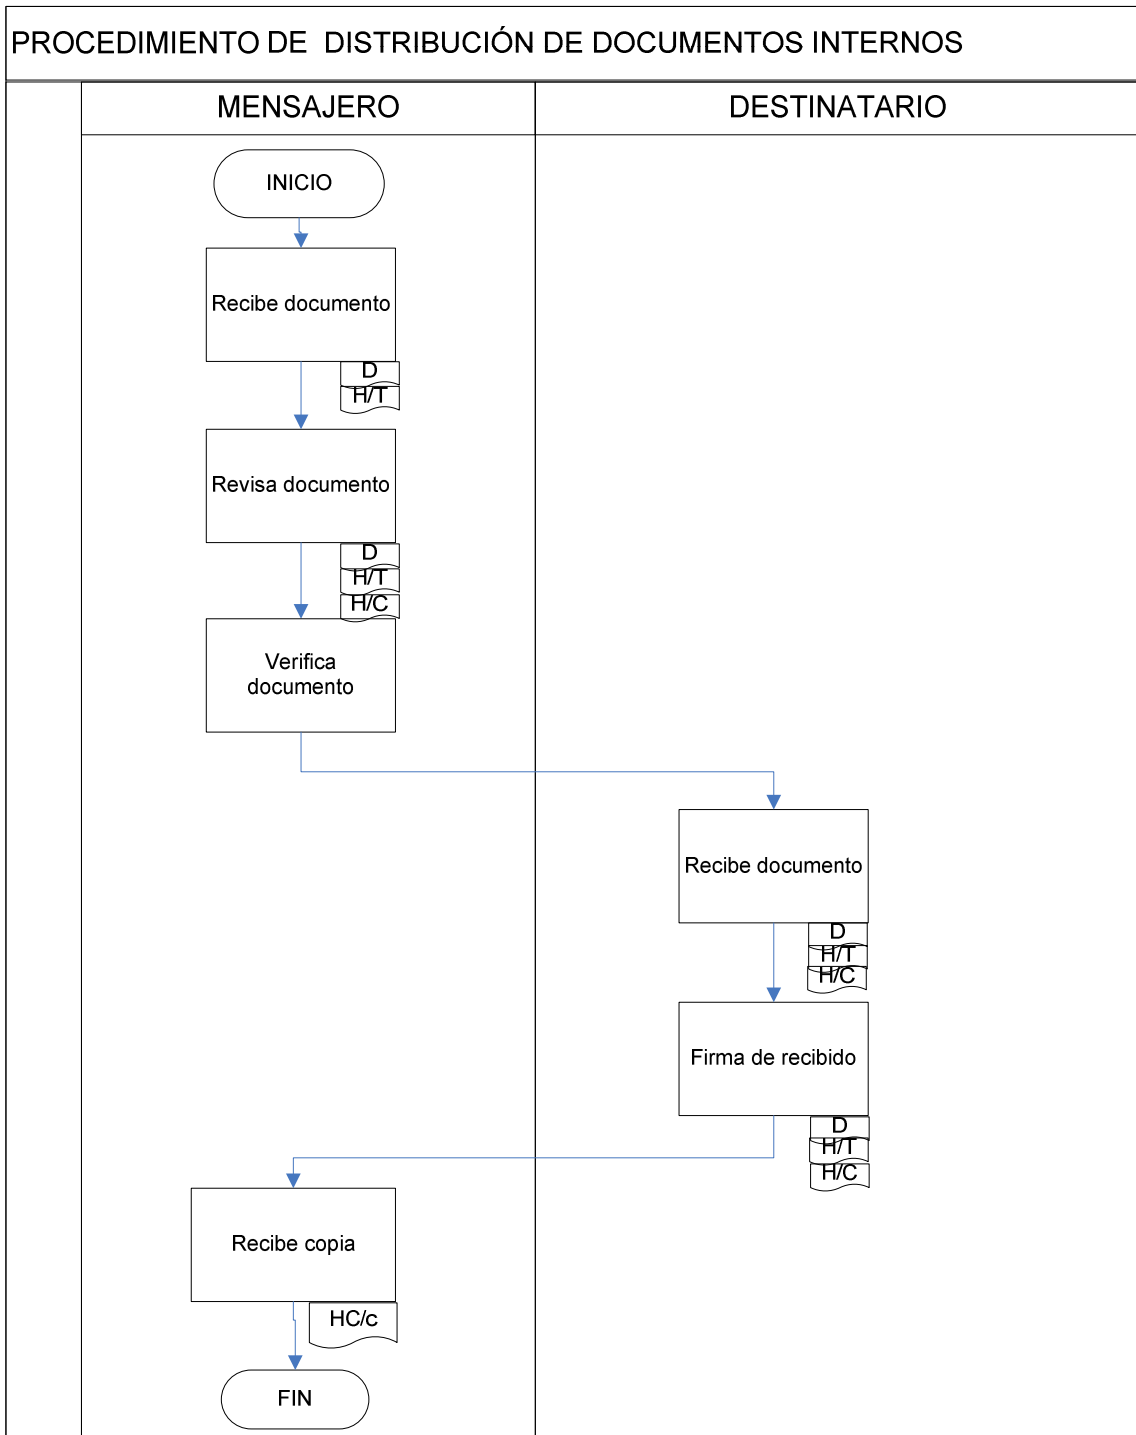 PROCEDIMIENTO DE DISTRIBUCIÓN DE DOCUMENTOS INTERNOS
MENSAJERO
DESTINATARIO
INICIO
Recibe documento
D
H/T
Revisa documento
D
H/T
H/C
Verifica
documento
Recibe documento
D
H/T
H/C
Firma de recibido
D
H/T
H/C
Recibe copia
HC/c
FIN